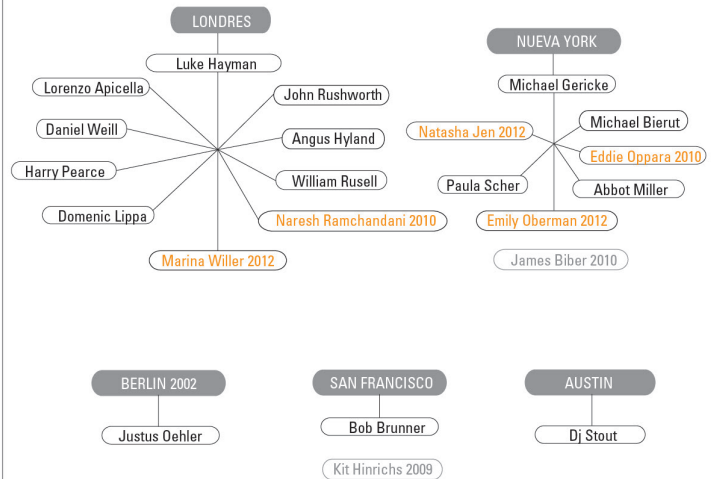 LONDRES
Luke Hayman
Lorenzo Apicella
John Rushworth
Daniel Weill
Angus Hyland
Harry Pearce
William Rusell
Domenic Lippa
Naresh Ramchandani 2010
Marina Willer 2012
NUEVA YORK
Michael Gericke
Natasha Jen 2012
Michael Bierut
Eddie Oppara 2010
Paula Scher
Abbot Miller
Emily Oberman 2012
James Biber 2010
BERLIN 2002
Justus Oehler
SAN FRANCISCO
Bob Brunner
Kit Hinrichs 2009
AUSTIN
Dj Stout